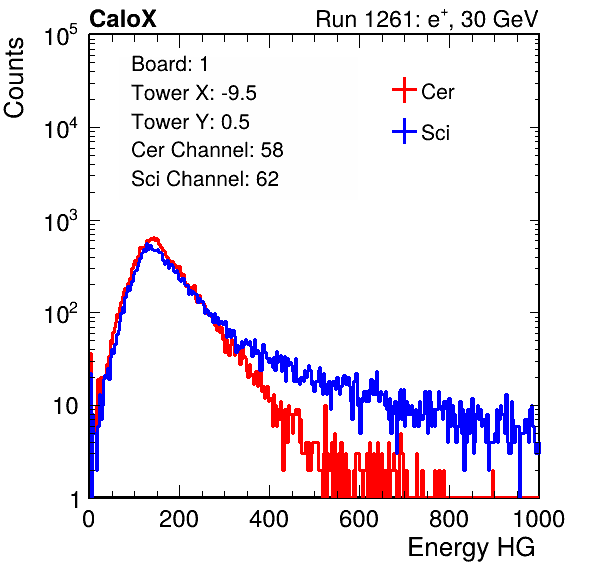 CaloX Run 1261: e⁺, 30 GeV
Counts
Board: 1
Tower X: -9.5
Tower Y: 0.5
Cer Channel: 58
Sci Channel: 62
Cer
Sci
10⁵
10⁴
10³
10²
10
1
0 200 400 600 800 1000
Energy HG